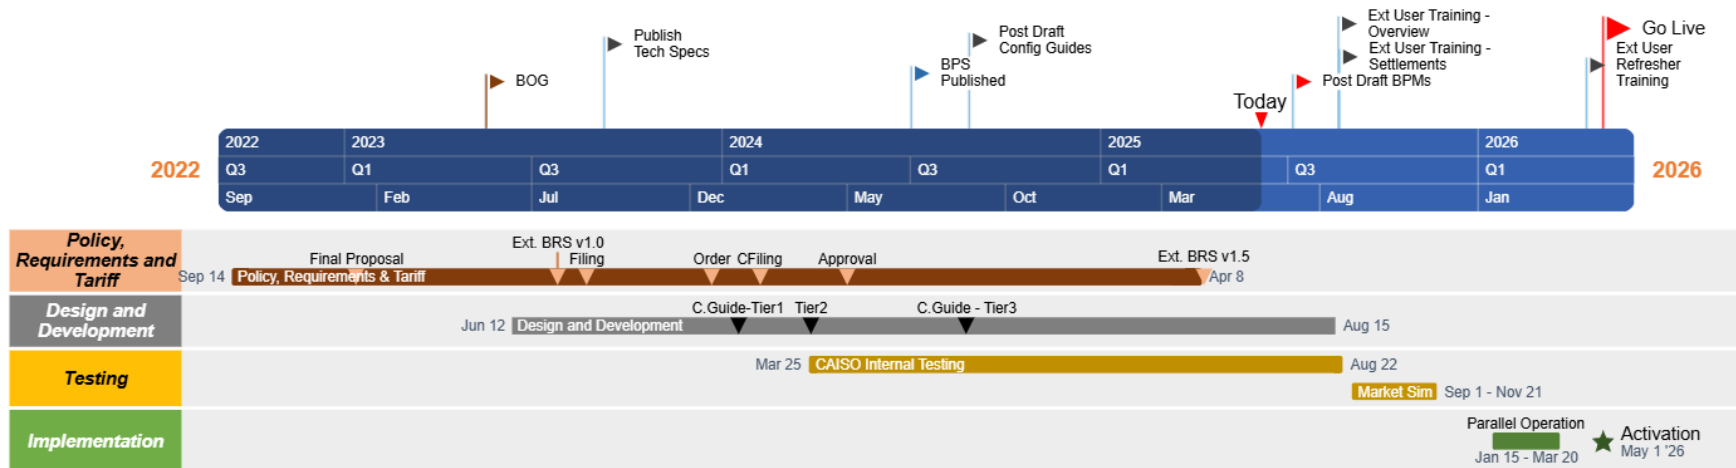 Ext User Training -
Overview
Ext User Training -
Settlements
Go Live
Ext User
Refresher
Training
Publish
Tech Specs
Post Draft
Config Guides
BOG
BPS
Published
Post Draft BPMs
Today
2022
2022 2023 2024 2025 2026
Q3 Q1 Q3 Q1 Q3 Q1 Q3 Q1
Sep Feb Jul Dec May Oct Mar Aug Jan
2026
Policy,
Requirements and
Tariff
Sep 14
Policy, Requirements & Tariff
Final Proposal
Ext. BRS v1.0
Filing
Order CFiling
Approval
Ext. BRS v1.5
Apr 8
Design and
Development
Jun 12
Design and Development
C.Guide-Tier1 Tier2
C.Guide - Tier3
Aug 15
Testing
Mar 25
CAISO Internal Testing
Aug 22
Market Sim
Sep 1 - Nov 21
Implementation
Parallel Operation
Jan 15 - Mar 20
Activation
May 1 '26